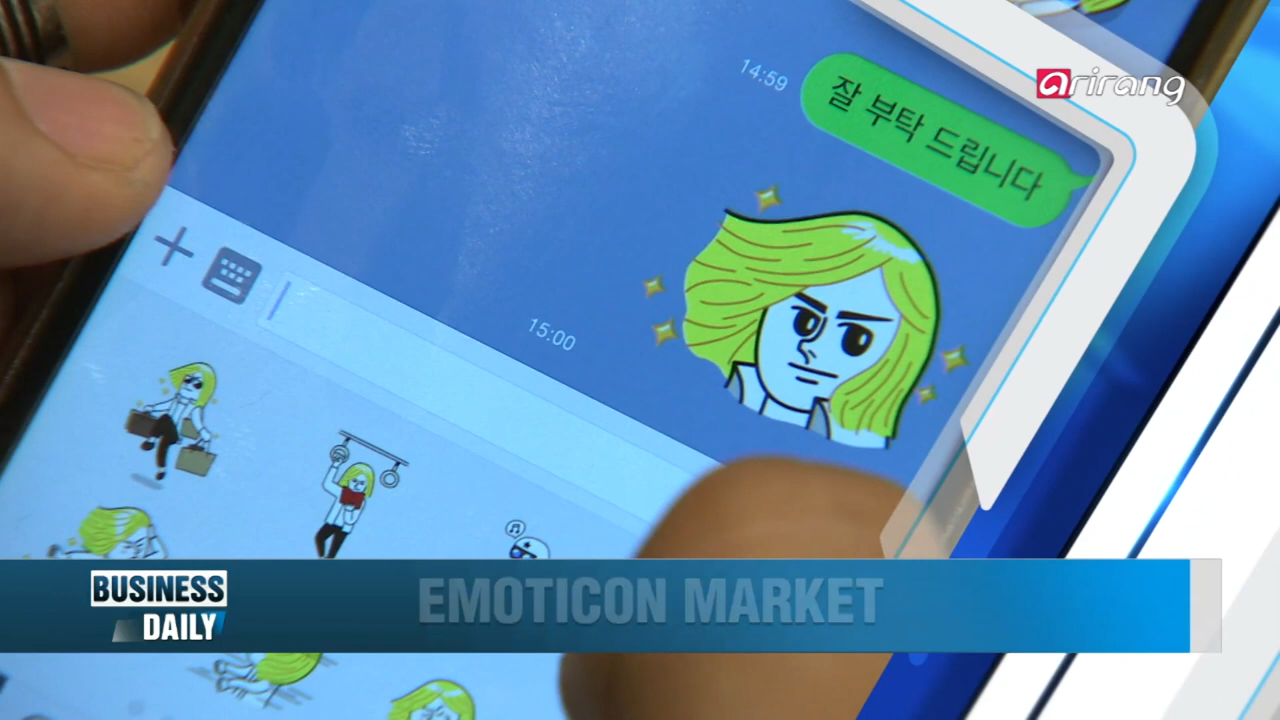 arirang
14:59
잘 부탁 드립니다
15:00
BUSINESS
DAILY
EMOTICON MARKET